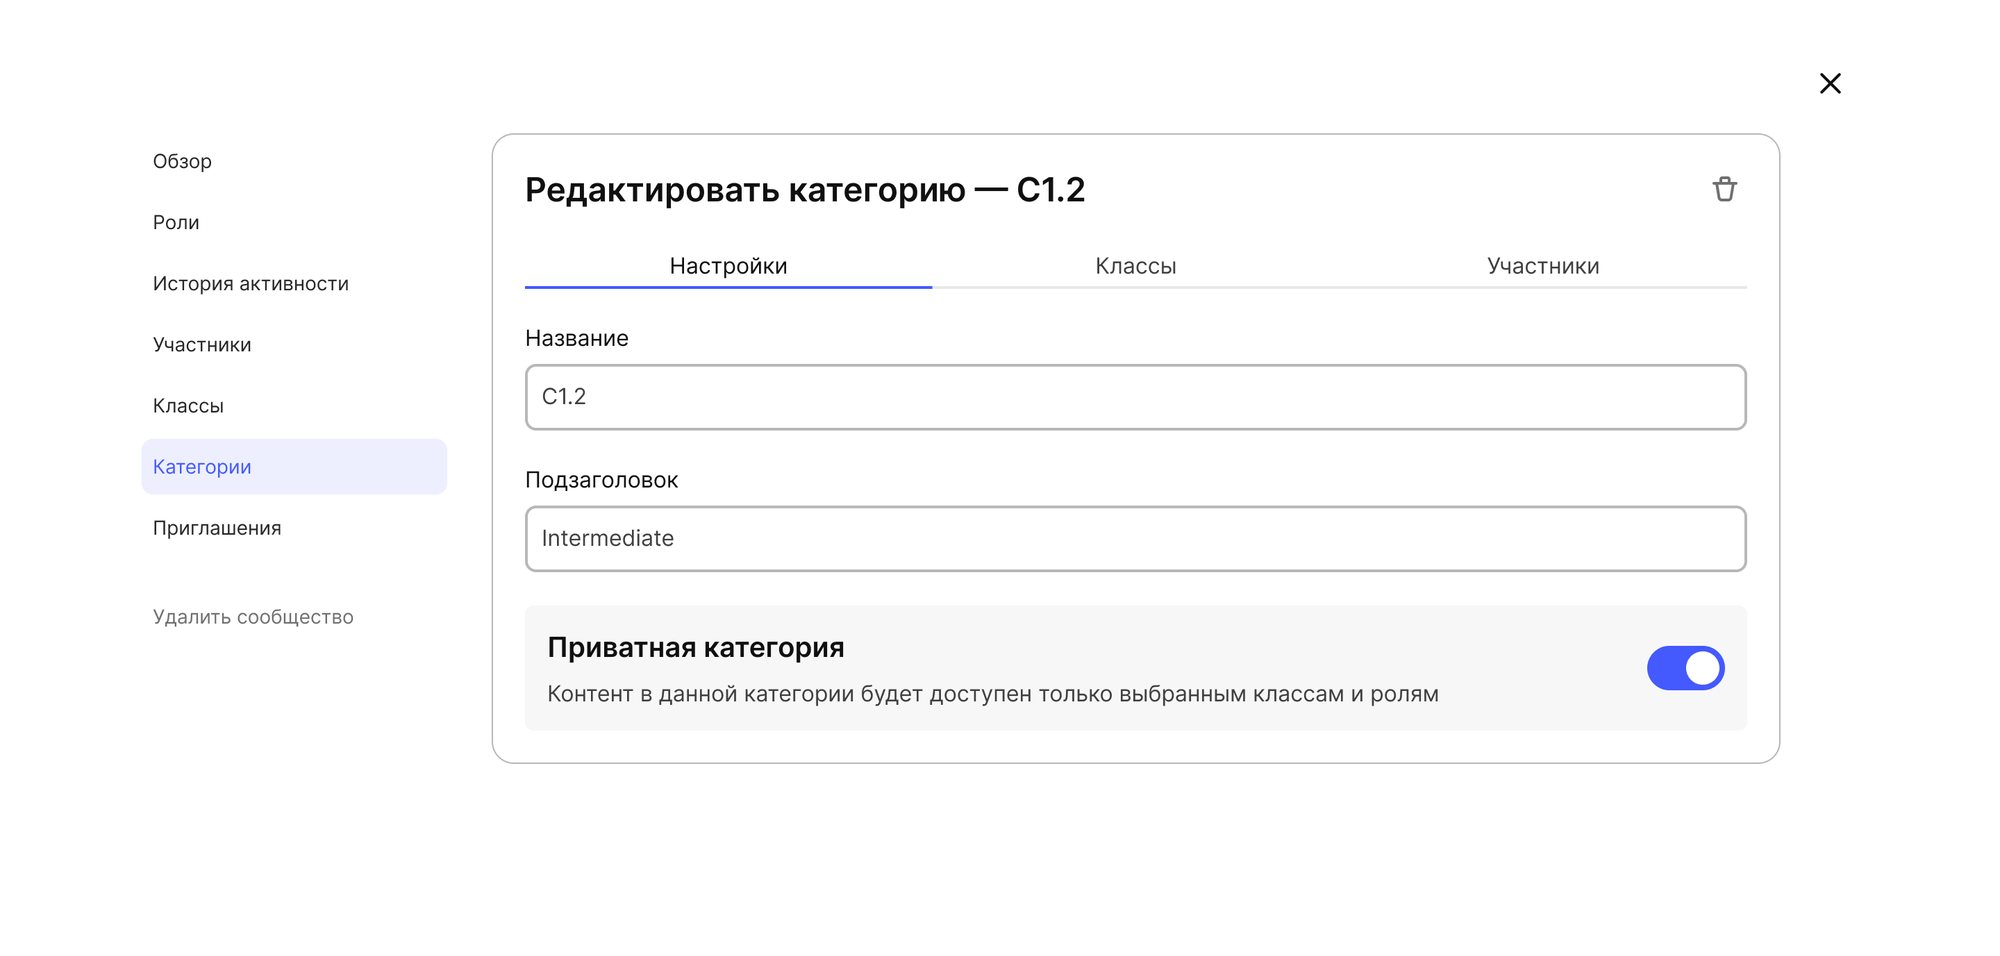 Обзор
Роли
История активности
Участники
Классы
Категории
Приглашения
Удалить сообщество
Редактировать категорию — C1.2
Настройки
Классы
Участники
Название
C1.2
Подзаголовок
Intermediate
Приватная категория
Контент в данной категории будет доступен только выбранным классам и ролям